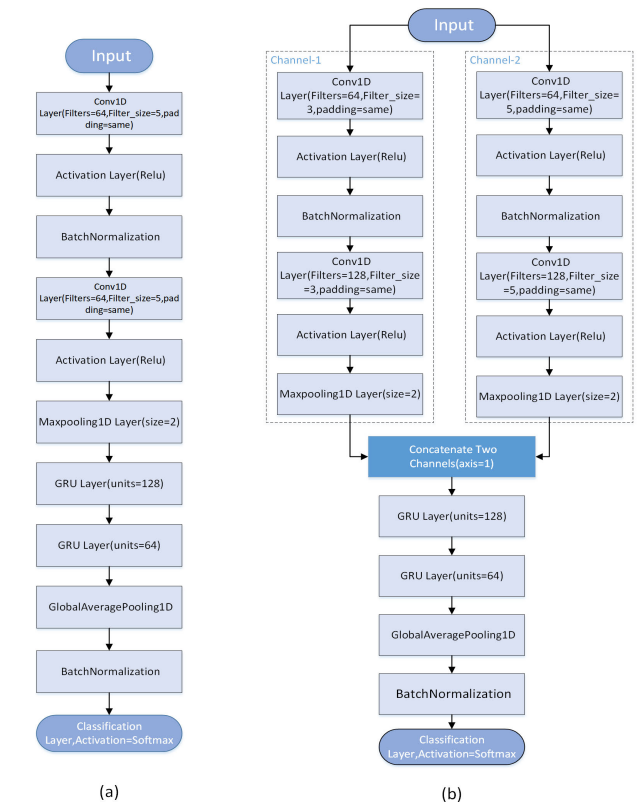 Input
Conv1D
Layer(Filters=64,Filter_size=5,pad
ding=same)
Activation Layer(Relu)
BatchNormalization
Conv1D
Layer(Filters=64,Filter_size=5,pad
ding=same)
Activation Layer(Relu)
Maxpooling1D Layer(size=2)
GRU Layer(units=128)
GRU Layer(units=64)
GlobalAveragePooling1D
BatchNormalization
Classification
Layer,Activation=Softmax
(a)
Input
Channel-1
Conv1D
Layer(Filters=64,Filter_size=
3,padding=same)
Activation Layer(Relu)
BatchNormalization
Conv1D
Layer(Filters=128,Filter_size
=3,padding=same)
Activation Layer(Relu)
Maxpooling1D Layer(size=2)
Channel-2
Conv1D
Layer(Filters=64,Filter_size=
5,padding=same)
Activation Layer(Relu)
BatchNormalization
Conv1D
Layer(Filters=128,Filter_size
=5,padding=same)
Activation Layer(Relu)
Maxpooling1D Layer(size=2)
Concatenate Two
Channels(axis=1)
GRU Layer(units=128)
GRU Layer(units=64)
GlobalAveragePooling1D
BatchNormalization
Classification
Layer,Activation=Softmax
(b)